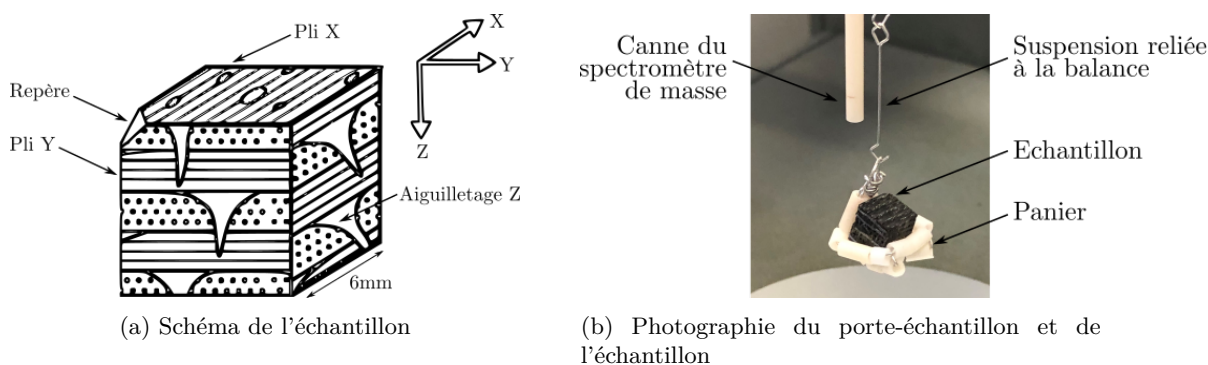 Pli X
X
Y
Z
Repère
Pli Y
Aiguilletage Z
6mm
(a) Schéma de l'échantillon
Canne du
spectromètre
de masse
Suspension reliée
à la balance
Echantillon
Panier
(b) Photographie du porte-échantillon et de
l'échantillon